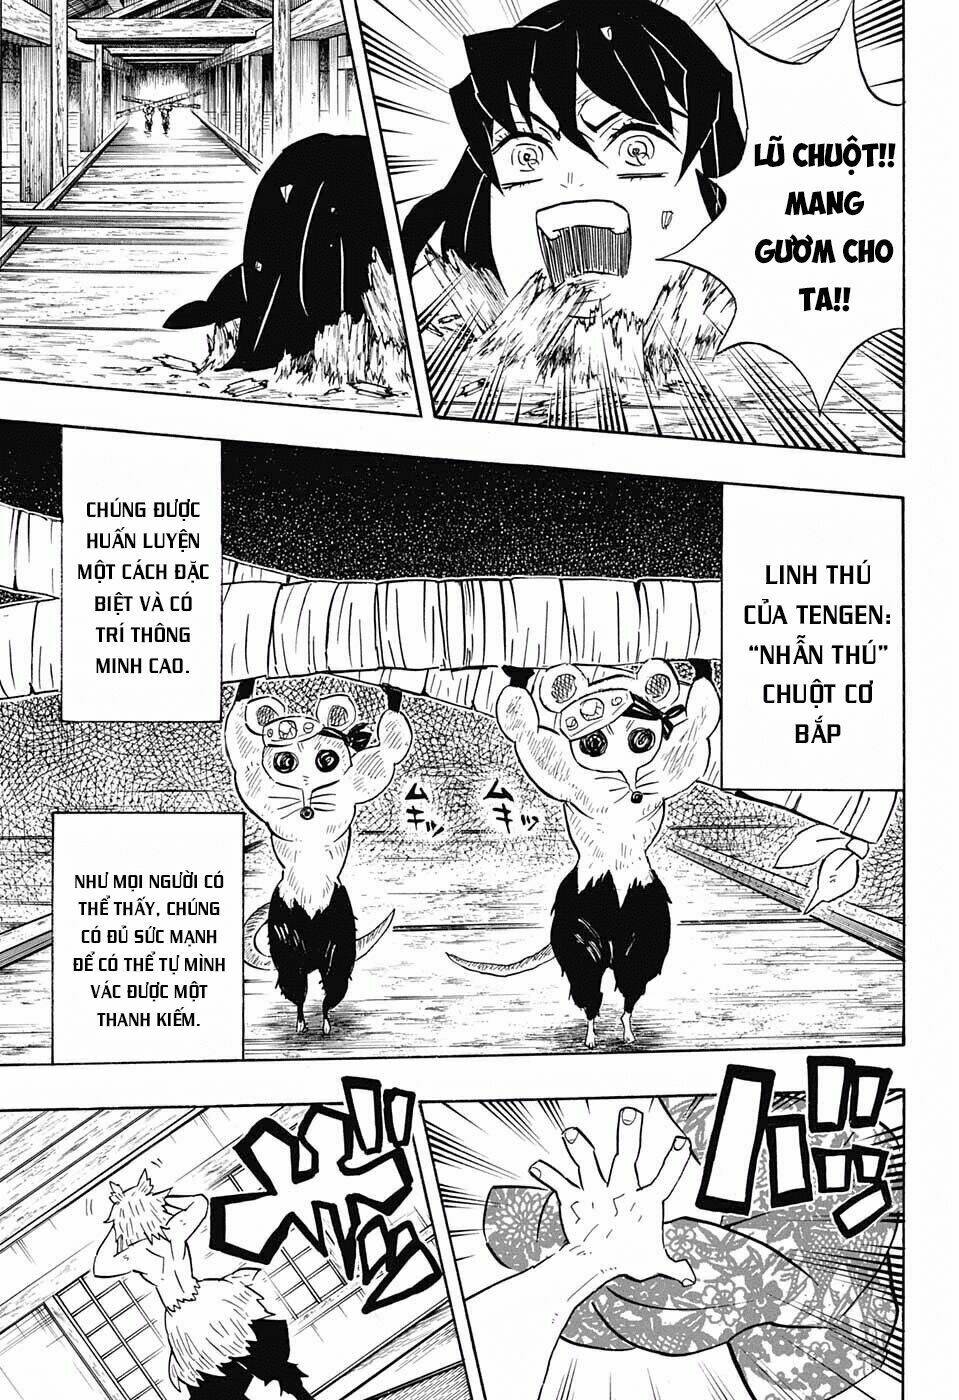 LŨ CHUỘT!!
MANG
GƯƠM CHO
TA!!
LINH THÚ
CỦA TENGEN:
“NHẪN THÚ”
CHUỘT CƠ
BẮP
CHÚNG ĐƯỢC
HUẤN LUYỆN
MỘT CÁCH ĐẶC
BIỆT VÀ CÓ
TRÍ THÔNG
MINH CAO.
ムキッ
ムキッ
NHƯ MỌI NGƯỜI CÓ
THỂ THẤY, CHÚNG
CÓ ĐỦ SỨC MẠNH
ĐỂ CÓ THỂ TỰ MÌNH
VÁC ĐƯỢC MỘT
THANH KIẾM.